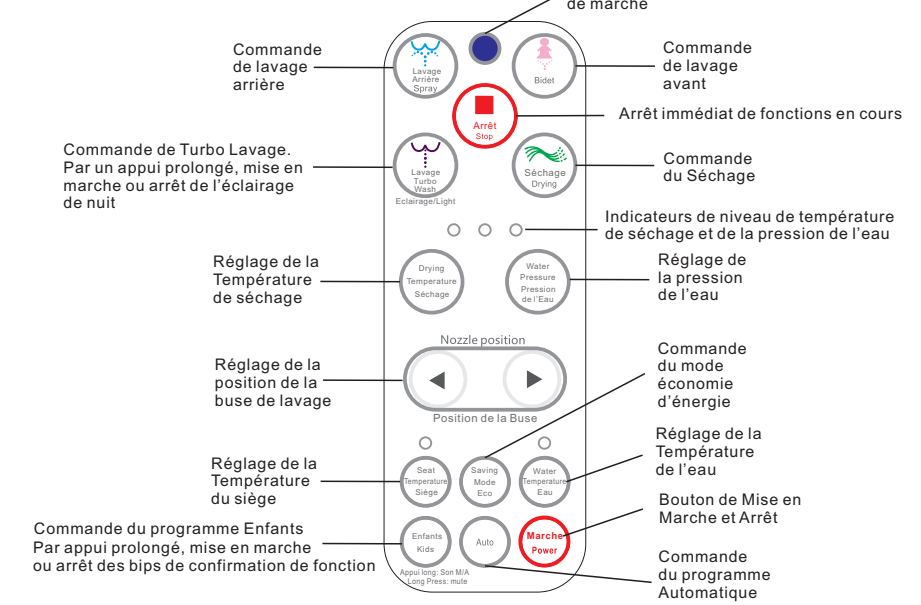 de marche
Commande
de lavage
arrière
Lavage
Arrière
Spray
Bidet
Commande
de lavage
avant
Arrêt
Stop
Arrêt immédiat de fonctions en cours
Commande de Turbo Lavage.
Par un appui prolongé, mise en
marche ou arrêt de l'éclairage
de nuit
Lavage
Turbo
Wash
Eclairage/Light
Séchage
Drying
Commande
du Séchage
Indicateurs de niveau de température
de séchage et de la pression de l'eau
Réglage de la
Température
de séchage
Drying
Temperature
Séchage
Water
Pressure
Pression
de l'Eau
Réglage de
la pression
de l'eau
Nozzle position
Réglage de la
position de la
buse de lavage
Position de la Buse
Commande
du mode
économie
d'énergie
Réglage de la
Température
du siège
Seat
Temperature
Siège
Saving
Mode
Eco
Water
Temperature
Eau
Réglage de la
Température
de l'eau
Commande du programme Enfants
Par appui prolongé, mise en marche
ou arrêt des bips de confirmation de fonction
Enfants
Kids
Appui long: Son M/A
Long Press: mute
Auto
Marche
Power
Bouton de Mise en
Marche et Arrêt
Commande
du programme
Automatique